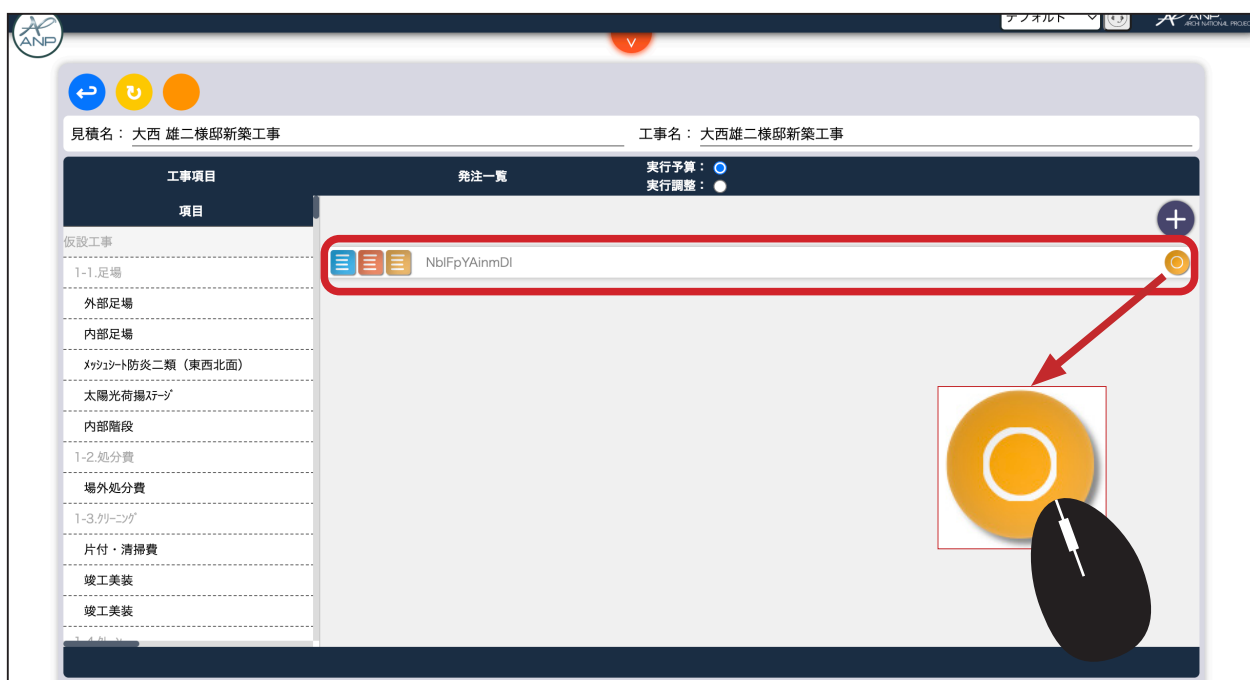 デフォルト
ANP
ARCH NATIONAL PROJEC
ANP
v
見積名： 大西 雄二様邸新築工事
工事名： 大西雄二様邸新築工事
工事項目
発注一覧
実行予算：
実行調整：
項目
仮設工事
NblFpYAinmDl
1-1.足場
外部足場
内部足場
ﾒｯｼｭｼｰﾄ防炎二類（東西北面）
太陽光荷揚ｽﾃｰｼﾞ
内部階段
1-2.処分費
場外処分費
1-3.ｸﾘｰﾆﾝｸﾞ
片付・清掃費
竣工美装
竣工美装